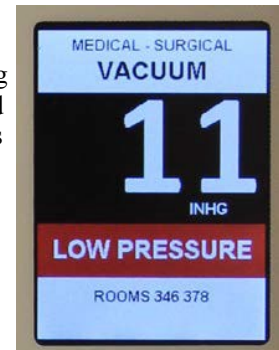 MEDICAL - SURGICAL
VACUUM
11
INHG
LOW PRESSURE
ROOMS 346 378